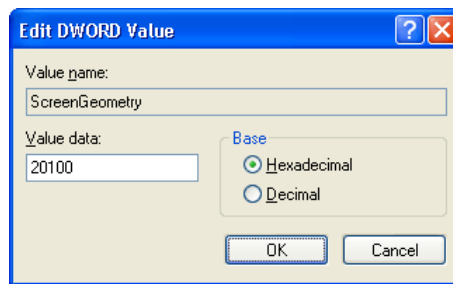 Edit DWORD Value
Value name:
ScreenGeometry
Value data:
20100
Base
Hexadecimal
Decimal
OK
Cancel